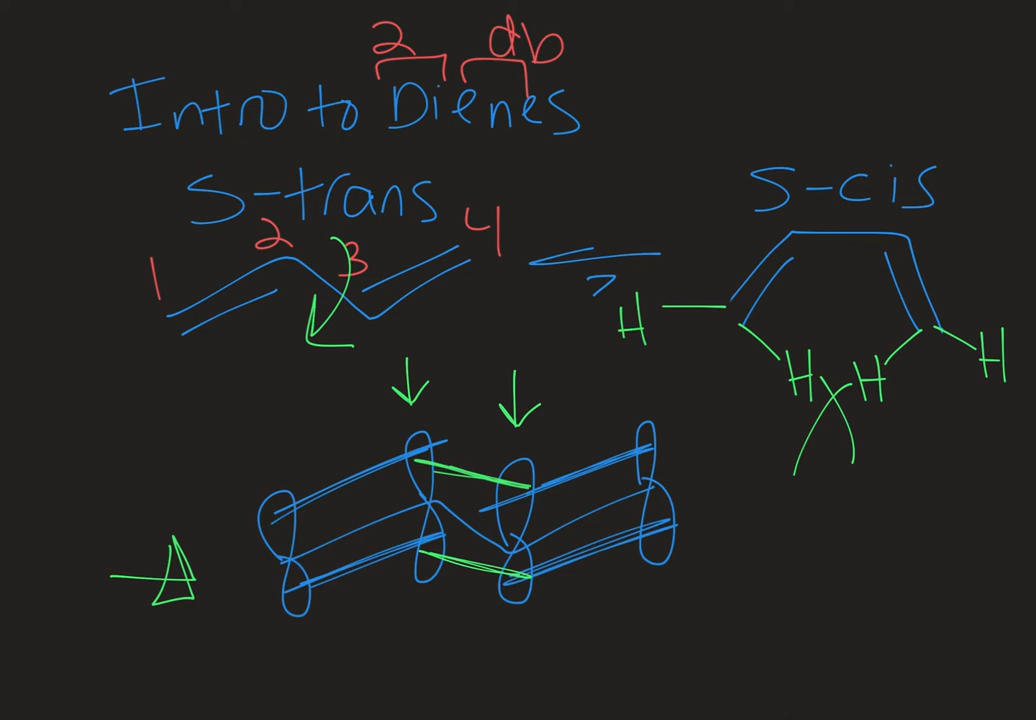 2 db
Intro to Dienes
S-trans
S-cis
1 2 3 4
H H H H